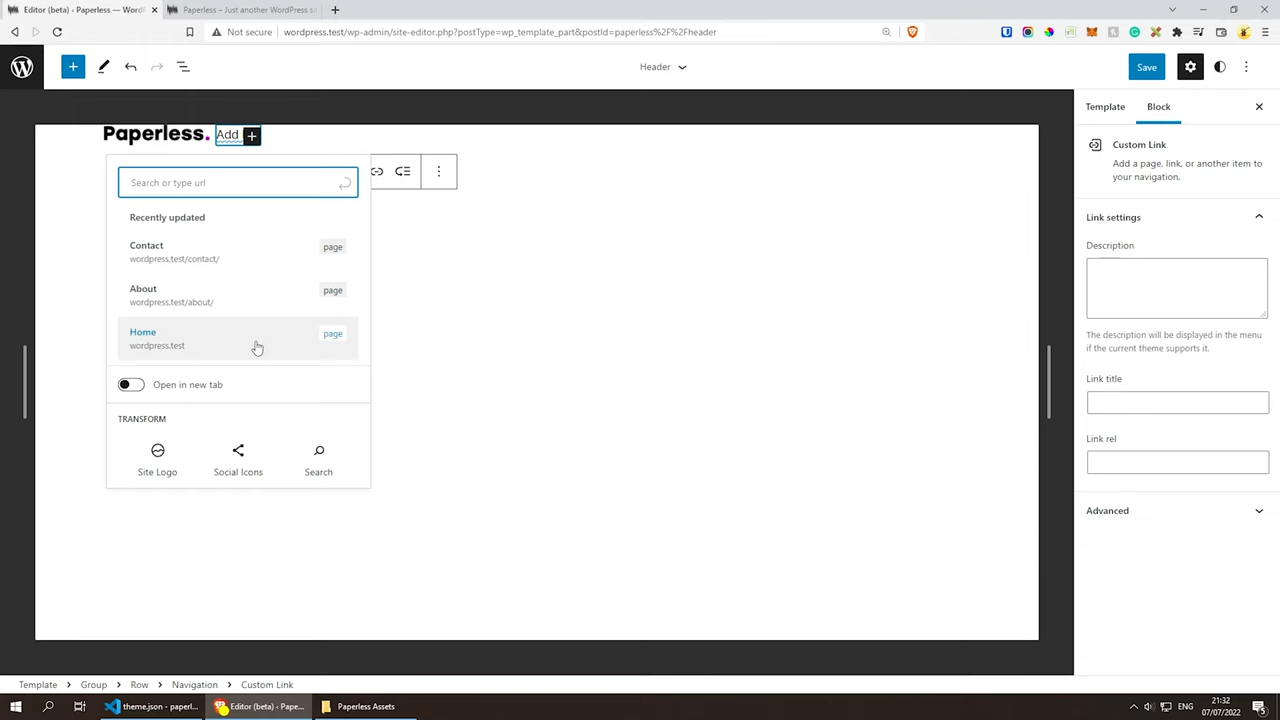 Editor (beta) ‹ Paperless — Word
Paperless – Just another WordPress si
Not secure
wordpress.test/wp-admin/site-editor.php?postType=wp_template_part&postId=paperless%2F%2Fheader
Header
Save
Template
Block
Paperless.
Add
Custom Link
Add a page, link, or another item to
your navigation.
Search or type url
Recently updated
Contact
page
wordpress.test/contact/
About
page
wordpress.test/about/
Home
page
wordpress.test
Open in new tab
TRANSFORM
Site Logo
Social Icons
Search
Link settings
Description
The description will be displayed in the menu
if the current theme supports it.
Link title
Link rel
Advanced
Template
Group
Row
Navigation
Custom Link
theme.json - paperl...
Editor (beta) ‹ Pape...
Paperless Assets
ENG
21:32
07/07/2022